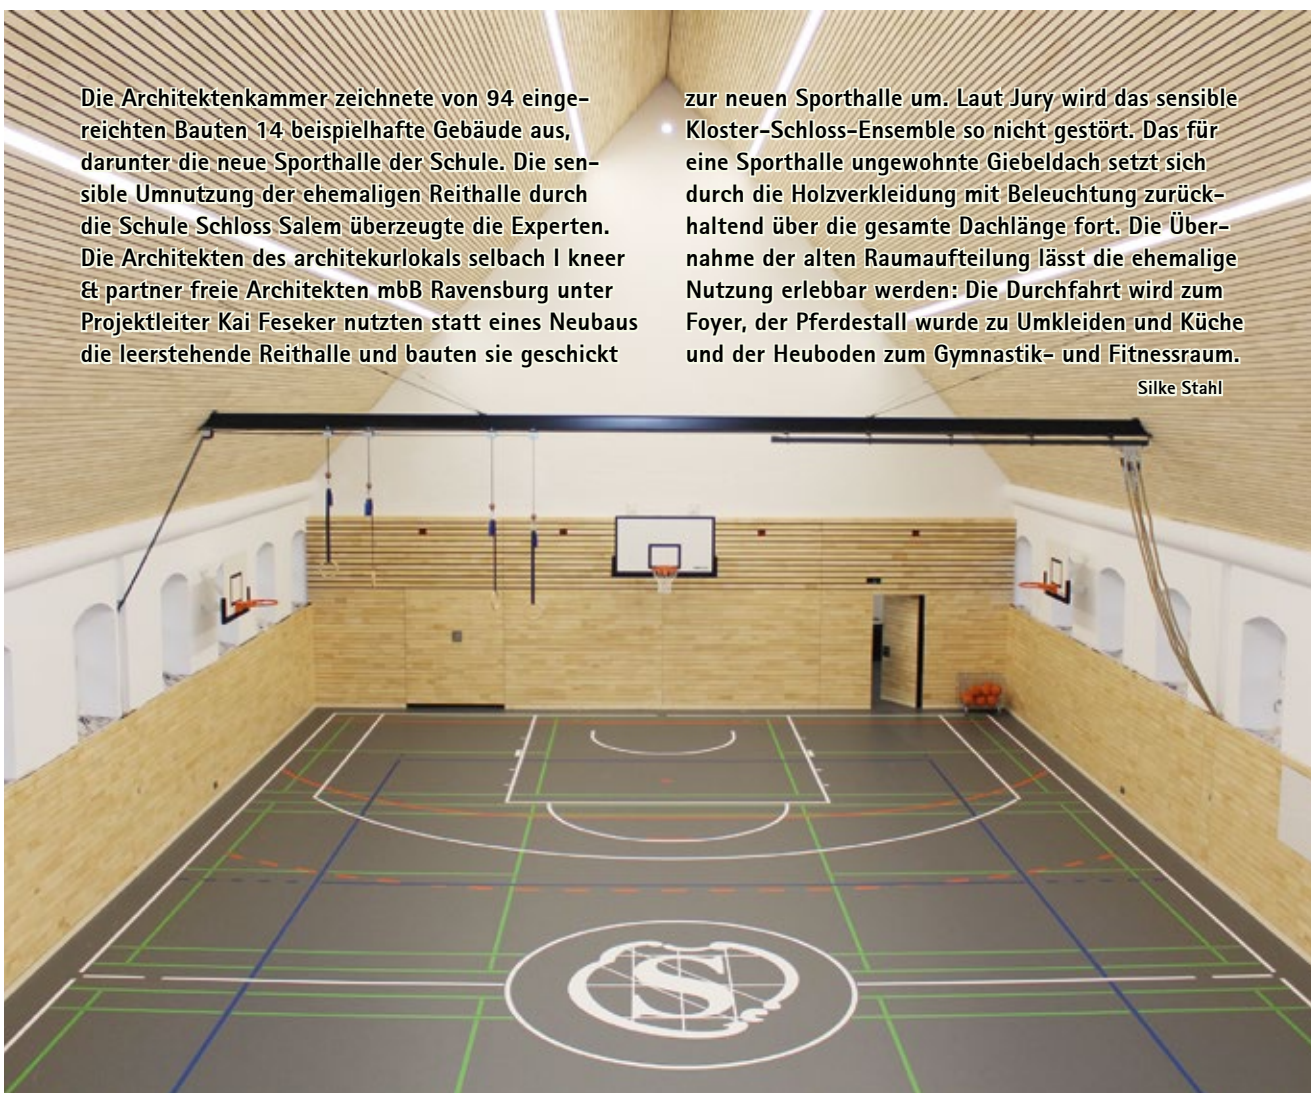 Die Architektenkammer zeichnete von 94 einge-
reichten Bauten 14 beispielhafte Gebäude aus,
darunter die neue Sporthalle der Schule. Die sen-
sible Umnutzung der ehemaligen Reithalle durch
die Schule Schloss Salem überzeugte die Experten.
Die Architekten des architekurlokals selbach I kneer
& partner freie Architekten mbB Ravensburg unter
Projektleiter Kai Feseker nutzten statt eines Neubaus
die leerstehende Reithalle und bauten sie geschickt
zur neuen Sporthalle um. Laut Jury wird das sensible
Kloster-Schloss-Ensemble so nicht gestört. Das für
eine Sporthalle ungewohnte Giebeldach setzt sich
durch die Holzverkleidung mit Beleuchtung zurück-
haltend über die gesamte Dachlänge fort. Die Über-
nahme der alten Raumaufteilung lässt die ehemalige
Nutzung erlebbar werden: Die Durchfahrt wird zum
Foyer, der Pferdestall wurde zu Umkleiden und Küche
und der Heuboden zum Gymnastik- und Fitnessraum.
Silke Stahl
S